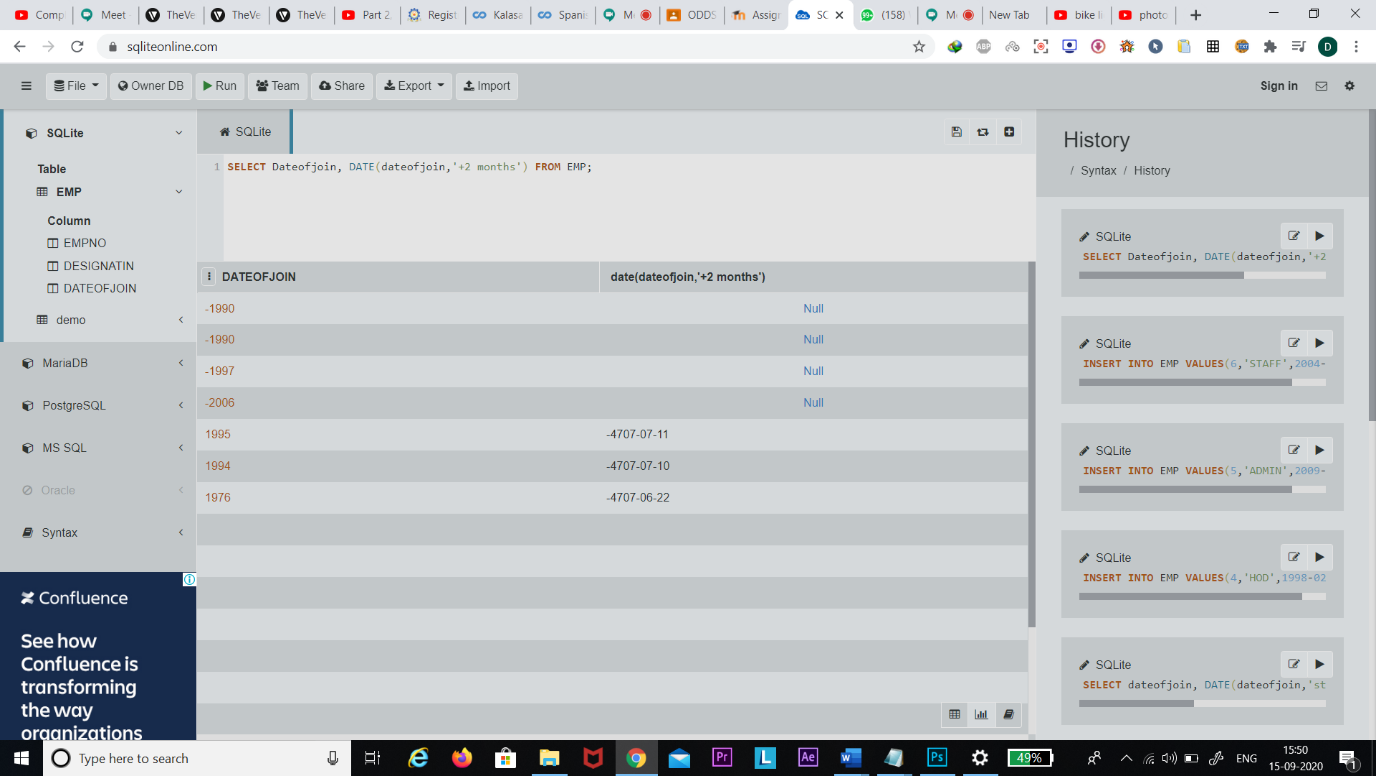 Comp
Meet
TheVe
TheVe
TheVe
Part 2
Regist
Kalasa
Spanis
M
ODDS
Assign
SC
(158)
M
New Tab
bike li
photo
sqliteonline.com
File
Owner DB
Run
Team
Share
Export
Import
Sign in
SQLite
Table
EMP
Column
EMPNO
DESIGNATIN
DATEOFJOIN
demo
MariaDB
PostgreSQL
MS SQL
Oracle
Syntax
Confluence
See how
Confluence is
transforming
the way
organizations
SQLite
1 SELECT Dateofjoin, DATE(dateofjoin,'+2 months') FROM EMP;
DATEOFJOIN date(dateofjoin,'+2 months')
-1990 Null
-1990 Null
-1997 Null
-2006 Null
1995 -4707-07-11
1994 -4707-07-10
1976 -4707-06-22
History
/ Syntax / History
SQLite
SELECT Dateofjoin, DATE(dateofjoin,'+2
SQLite
INSERT INTO EMP VALUES(6,'STAFF',2004-
SQLite
INSERT INTO EMP VALUES(5,'ADMIN',2009-
SQLite
INSERT INTO EMP VALUES(4,'HOD',1998-02
SQLite
SELECT dateofjoin, DATE(dateofjoin,'st
Type here to search
49%
ENG
15:50
15-09-2020